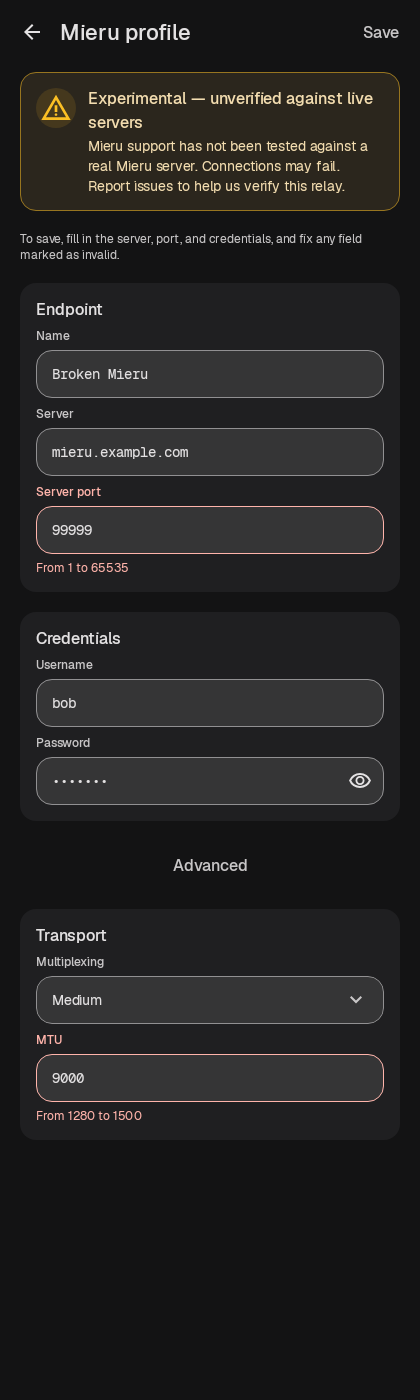 Mieru profile
Save
Experimental — unverified against live
servers
Mieru support has not been tested against a
real Mieru server. Connections may fail.
Report issues to help us verify this relay.
To save, fill in the server, port, and credentials, and fix any field
marked as invalid.
Endpoint
Name
Broken Mieru
Server
mieru.example.com
Server port
99999
From 1 to 65535
Credentials
Username
bob
Password
•••••••
Advanced
Transport
Multiplexing
Medium
MTU
9000
From 1280 to 1500